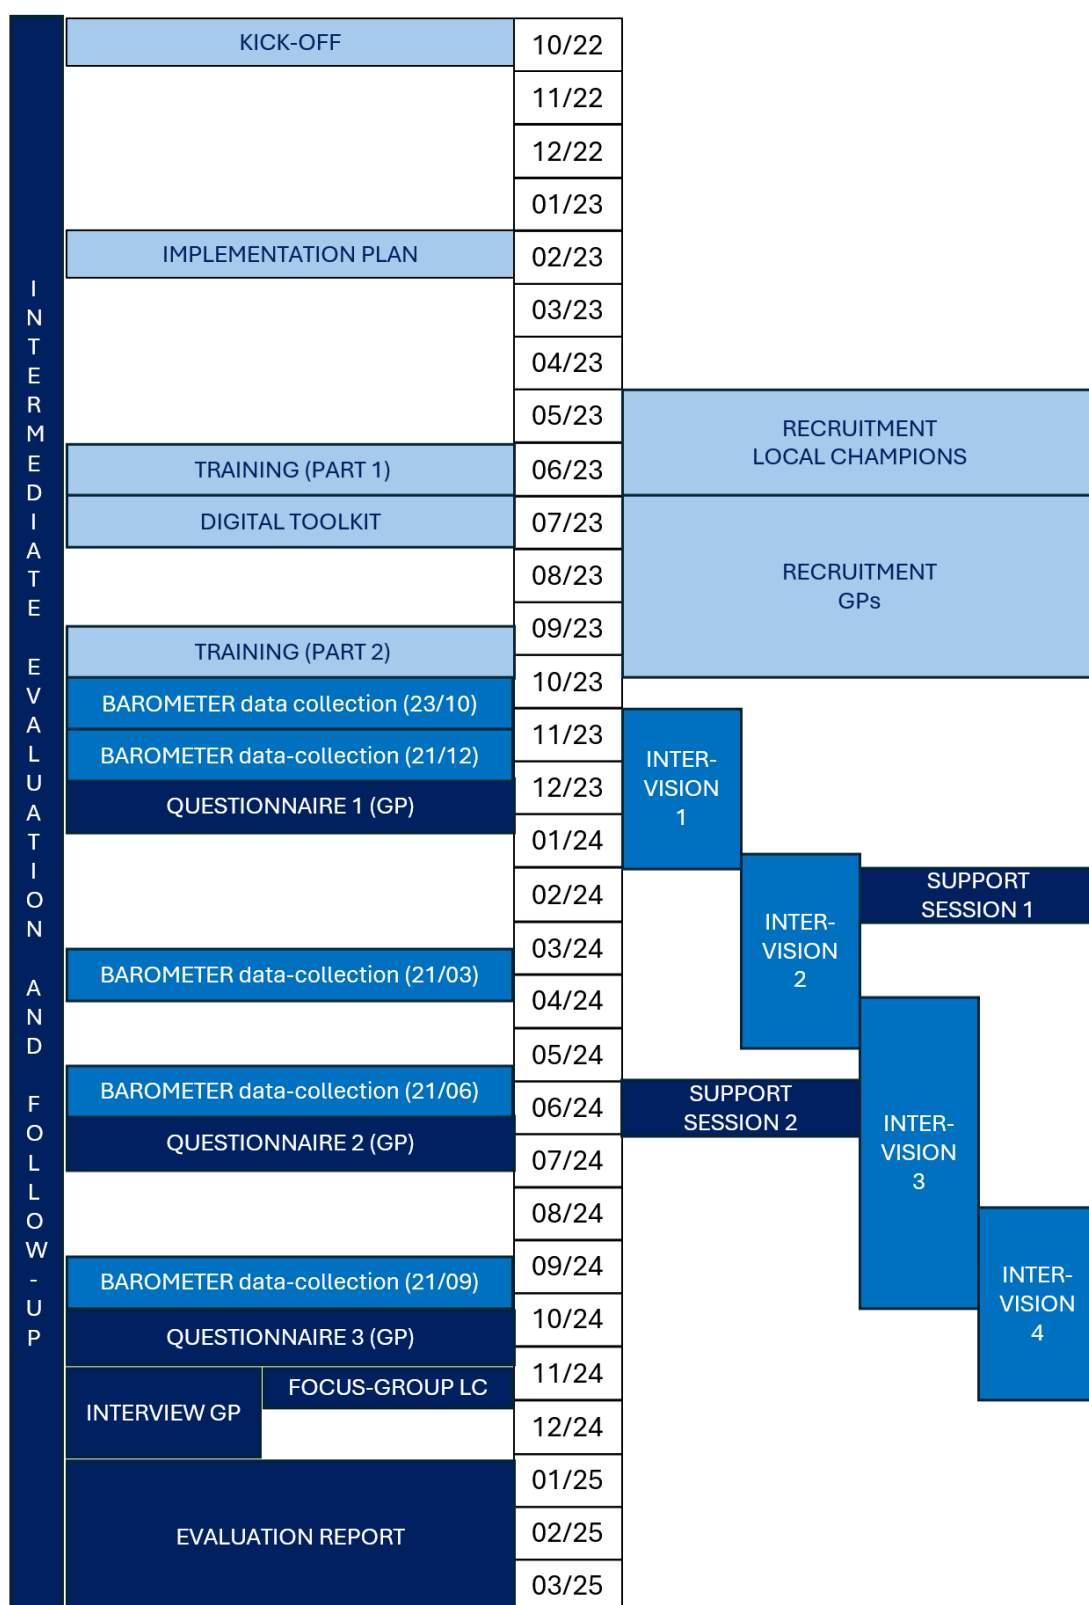 INTERMEDIATE EVALUATION AND FOLLOW-UP
KICK-OFF
10/22
11/22
12/22
01/23
IMPLEMENTATION PLAN
02/23
03/23
04/23
05/23
RECRUITMENT
LOCAL CHAMPIONS
TRAINING (PART 1)
06/23
DIGITAL TOOLKIT
07/23
08/23
RECRUITMENT
GPs
09/23
TRAINING (PART 2)
10/23
BAROMETER data collection (23/10)
11/23
BAROMETER data-collection (21/12)
INTER-
VISION
1
12/23
QUESTIONNAIRE 1 (GP)
01/24
02/24
SUPPORT
SESSION 1
INTER-
VISION
2
03/24
BAROMETER data-collection (21/03)
04/24
05/24
BAROMETER data-collection (21/06)
06/24
SUPPORT
SESSION 2
QUESTIONNAIRE 2 (GP)
INTER-
VISION
3
07/24
08/24
09/24
BAROMETER data-collection (21/09)
INTER-
VISION
4
10/24
QUESTIONNAIRE 3 (GP)
11/24
FOCUS-GROUP LC
INTERVIEW GP
12/24
01/25
EVALUATION REPORT
02/25
03/25